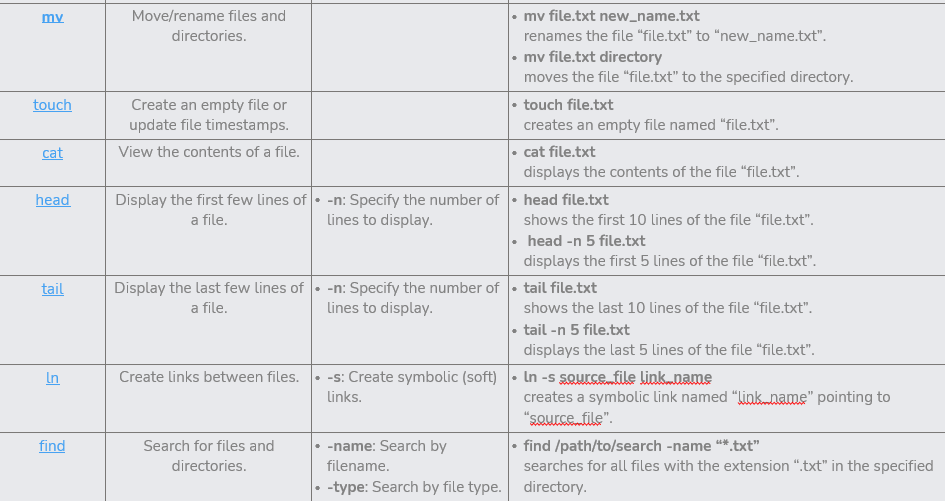 mv
Move/rename files and
directories.
• mv file.txt new_name.txt
renames the file “file.txt” to “new_name.txt”.
• mv file.txt directory
moves the file “file.txt” to the specified directory.
touch
Create an empty file or
update file timestamps.
• touch file.txt
creates an empty file named “file.txt”.
cat
View the contents of a file.
• cat file.txt
displays the contents of the file “file.txt”.
head
Display the first few lines of
a file.
• -n: Specify the number of
lines to display.
• head file.txt
shows the first 10 lines of the file “file.txt”.
• head -n 5 file.txt
displays the first 5 lines of the file “file.txt”.
tail
Display the last few lines of
a file.
• -n: Specify the number of
lines to display.
• tail file.txt
shows the last 10 lines of the file “file.txt”.
• tail -n 5 file.txt
displays the last 5 lines of the file “file.txt”.
ln
Create links between files.
• -s: Create symbolic (soft)
links.
• ln -s source_file link_name
creates a symbolic link named “link_name” pointing to
“source_file”.
find
Search for files and
directories.
• -name: Search by
filename.
• -type: Search by file type.
• find /path/to/search -name “*.txt”
searches for all files with the extension “.txt” in the specified
directory.